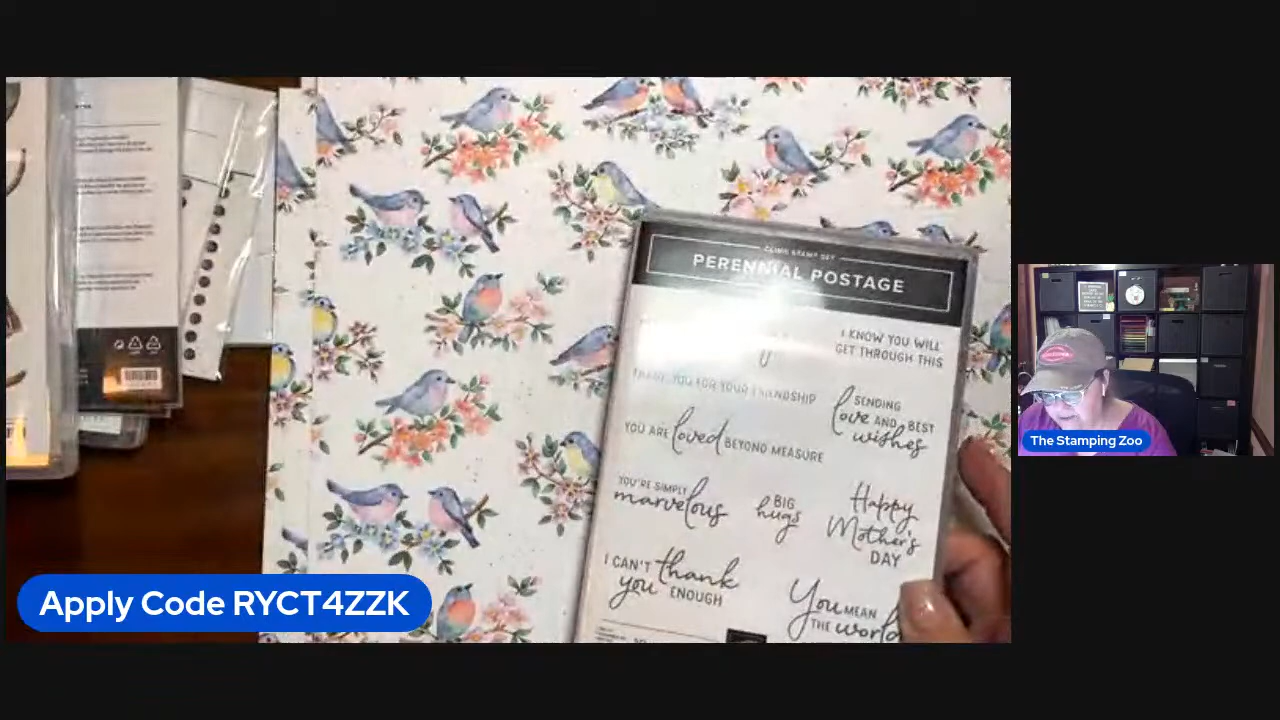 CLING STAMP SET
PERENNIAL POSTAGE
I KNOW YOU WILL
GET THROUGH THIS
THANK YOU FOR YOUR FRIENDSHIP
SENDING
love AND BEST
wishes
YOU ARE loved BEYOND MEASURE
YOU'RE SIMPLY
marvelous
BIG
hugs
Happy
Mother's
DAY
I CAN'T thank
you ENOUGH
You MEAN
THE world
Apply Code RYCT4ZZK
The Stamping Zoo